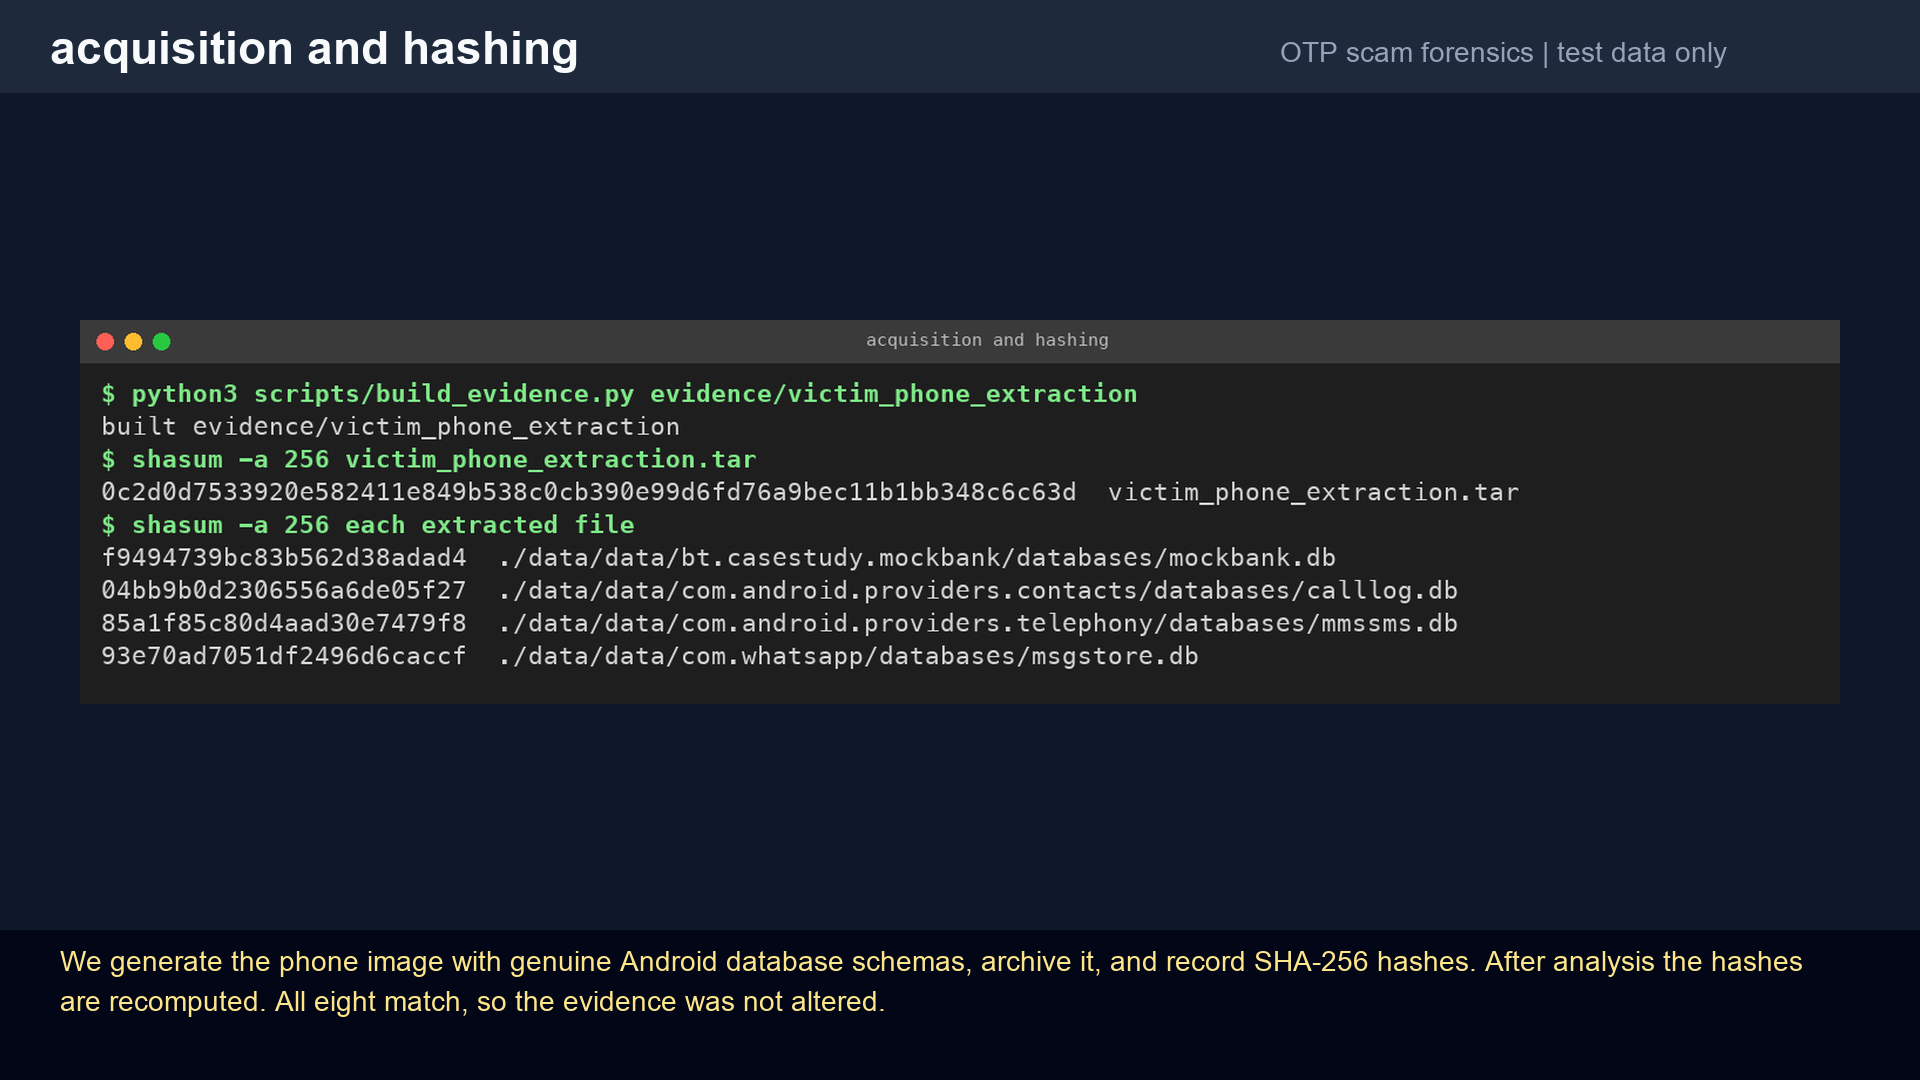 acquisition and hashing
OTP scam forensics | test data only
acquisition and hashing
$ python3 scripts/build_evidence.py evidence/victim_phone_extraction
built evidence/victim_phone_extraction
$ shasum −a 256 victim_phone_extraction.tar
0c2d0d7533920e582411e849b538c0cb390e99d6fd76a9bec11b1bb348c6c63d  victim_phone_extraction.tar
$ shasum −a 256 each extracted file
f9494739bc83b562d38adad4  ./data/data/bt.casestudy.mockbank/databases/mockbank.db
04bb9b0d2306556a6de05f27  ./data/data/com.android.providers.contacts/databases/calllog.db
85a1f85c80d4aad30e7479f8  ./data/data/com.android.providers.telephony/databases/mmssms.db
93e70ad7051df2496d6caccf  ./data/data/com.whatsapp/databases/msgstore.db
We generate the phone image with genuine Android database schemas, archive it, and record SHA-256 hashes. After analysis the hashes
are recomputed. All eight match, so the evidence was not altered.